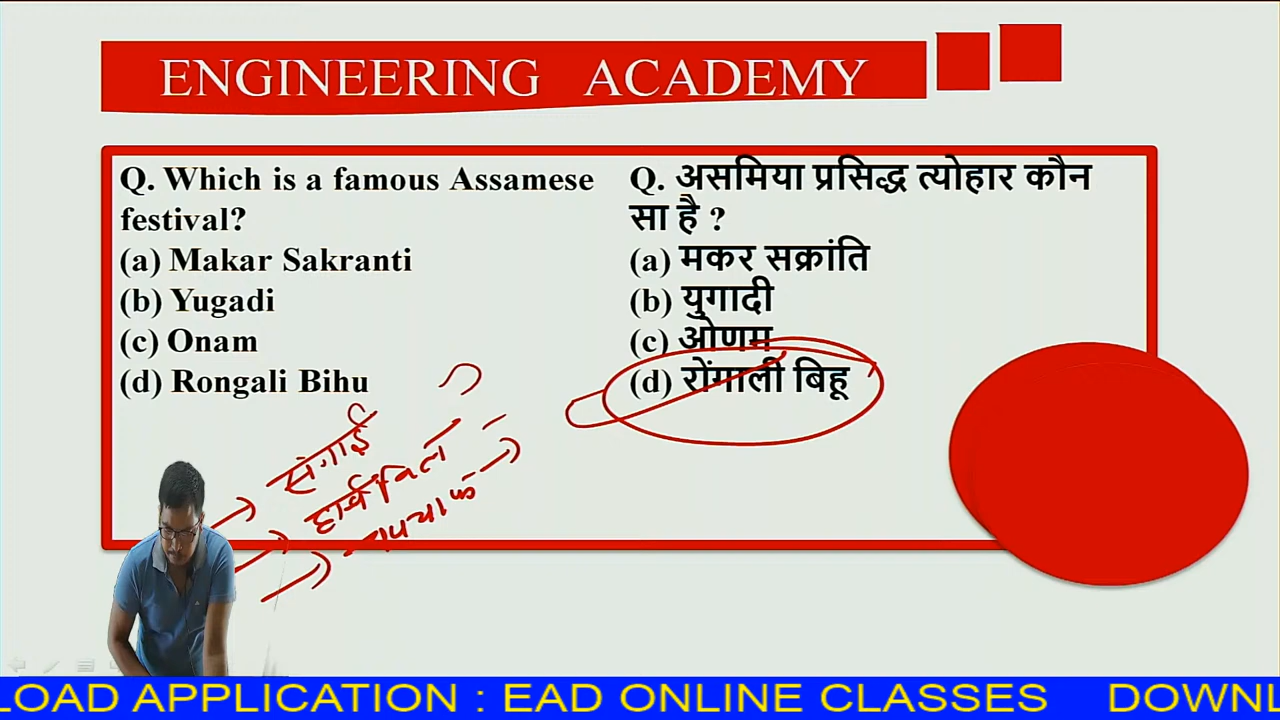 ENGINEERING ACADEMY
Q. Which is a famous Assamese
festival?
(a) Makar Sakranti
(b) Yugadi
(c) Onam
(d) Rongali Bihu
Q. असमिया प्रसिद्ध त्योहार कौन
सा है ?
(a) मकर सक्रांति
(b) युगादी
(c) ओणम
(d) रोंगाली बिहू
संगाई
LOAD APPLICATION : EAD ONLINE CLASSES DOWNL